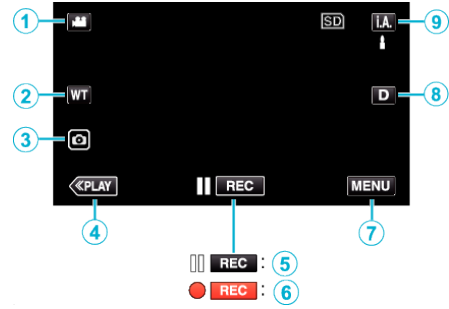 1 SD I.A. 9
2 WT D 8
3
≪PLAY REC MENU
4 7
REC : 5
REC : 6